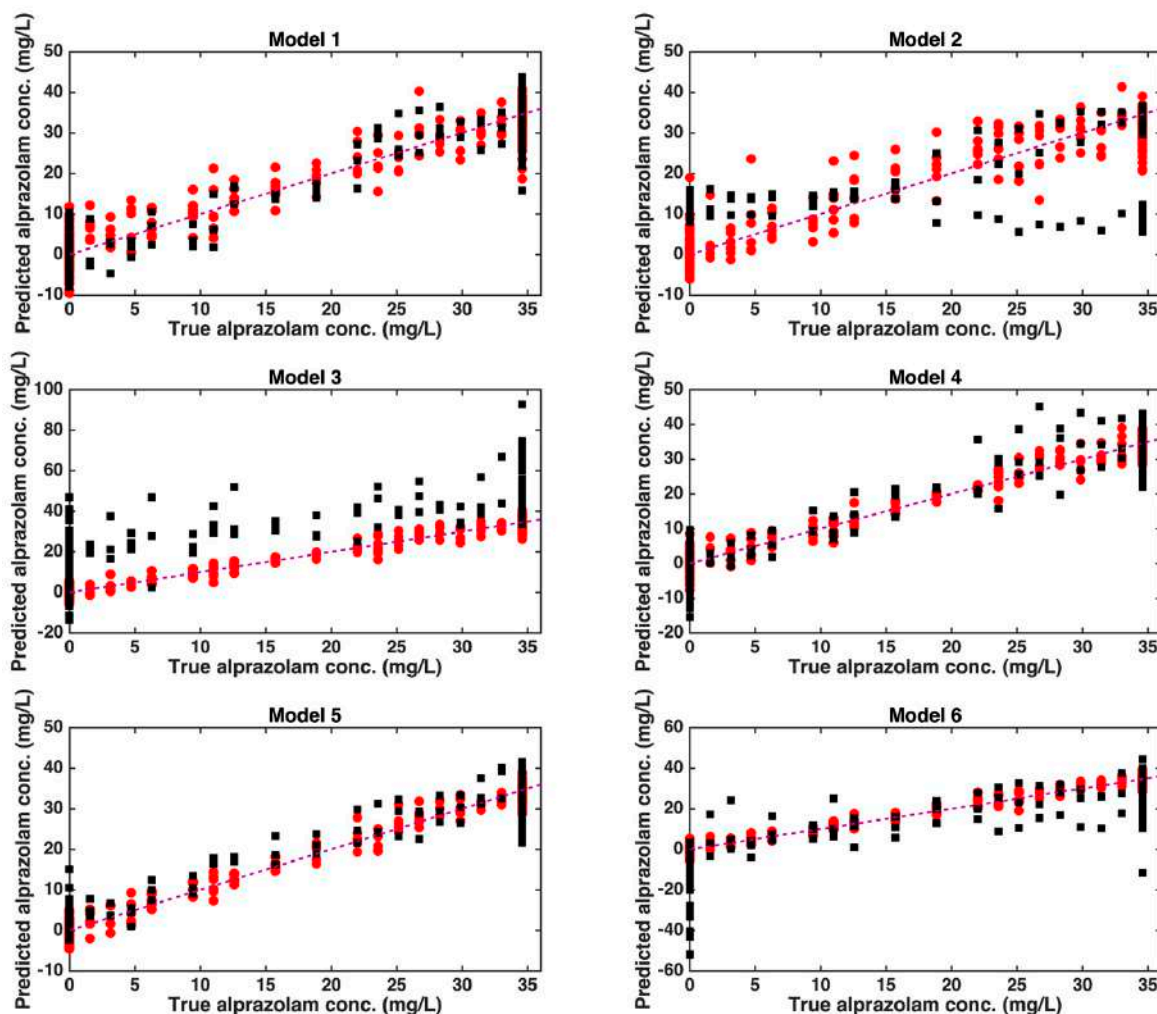 Model 1
Predicted alprazolam conc. (mg/L)
50
40
30
20
10
0
-10
0 5 10 15 20 25 30 35
True alprazolam conc. (mg/L)
Model 2
Predicted alprazolam conc. (mg/L)
50
40
30
20
10
0
-10
0 5 10 15 20 25 30 35
True alprazolam conc. (mg/L)
Model 3
Predicted alprazolam conc. (mg/L)
100
80
60
40
20
0
-20
0 5 10 15 20 25 30 35
True alprazolam conc. (mg/L)
Model 4
Predicted alprazolam conc. (mg/L)
50
40
30
20
10
0
-10
20
0 5 10 15 20 25 30 35
True alprazolam conc. (mg/L)
Model 5
Predicted alprazolam conc. (mg/L)
50
40
30
20
10
0
-10
0 5 10 15 20 25 30 35
True alprazolam conc. (mg/L)
Model 6
Predicted alprazolam conc. (mg/L)
60
40
20
0
-20
-40
60
0 5 10 15 20 25 30 35
True alprazolam conc. (mg/L)